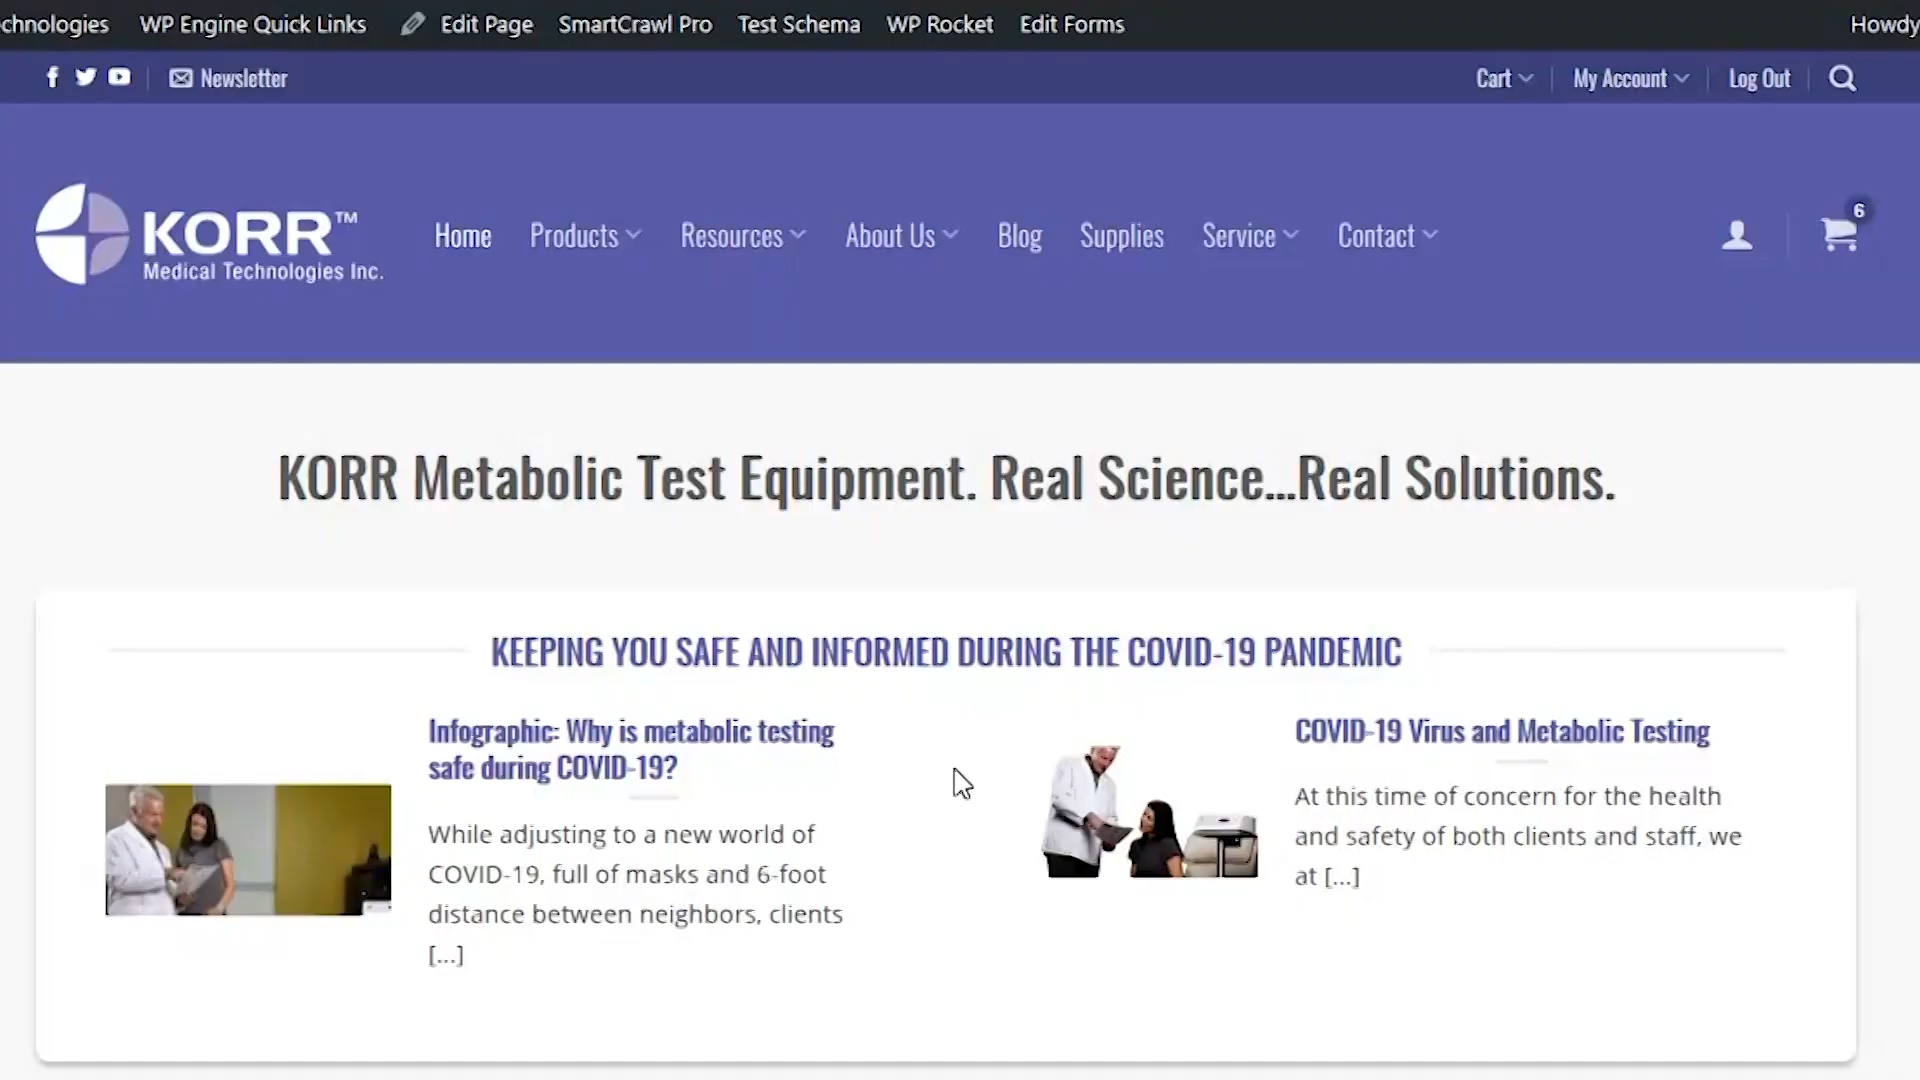 chnologies WP Engine Quick Links Edit Page SmartCrawl Pro Test Schema WP Rocket Edit Forms Howdy
Newsletter Cart My Account Log Out
KORR™
Medical Technologies Inc.
Home Products Resources About Us Blog Supplies Service Contact 6
KORR Metabolic Test Equipment. Real Science...Real Solutions.
KEEPING YOU SAFE AND INFORMED DURING THE COVID-19 PANDEMIC
Infographic: Why is metabolic testing
safe during COVID-19?
While adjusting to a new world of
COVID-19, full of masks and 6-foot
distance between neighbors, clients
[...]
COVID-19 Virus and Metabolic Testing
At this time of concern for the health
and safety of both clients and staff, we
at [...]